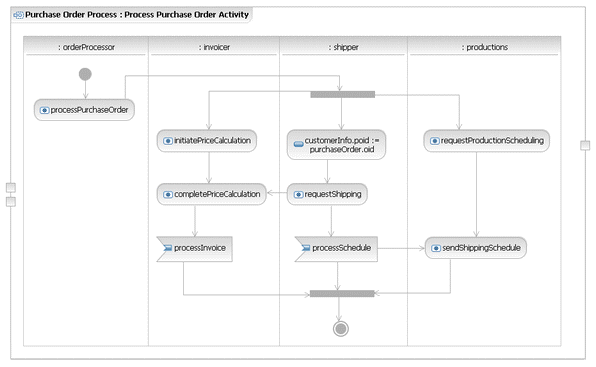 Purchase Order Process : Process Purchase Order Activity
: orderProcessor
: invoicer
: shipper
: productions
processPurchaseOrder
initiatePriceCalculation
customerInfo.poid :=
purchaseOrder.oid
requestProductionScheduling
completePriceCalculation
requestShipping
processInvoice
processSchedule
sendShippingSchedule